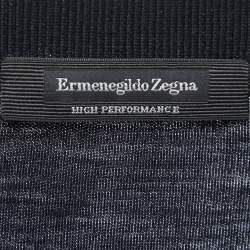 Ermenegildo Zegna
HIGH PERFORMANCE